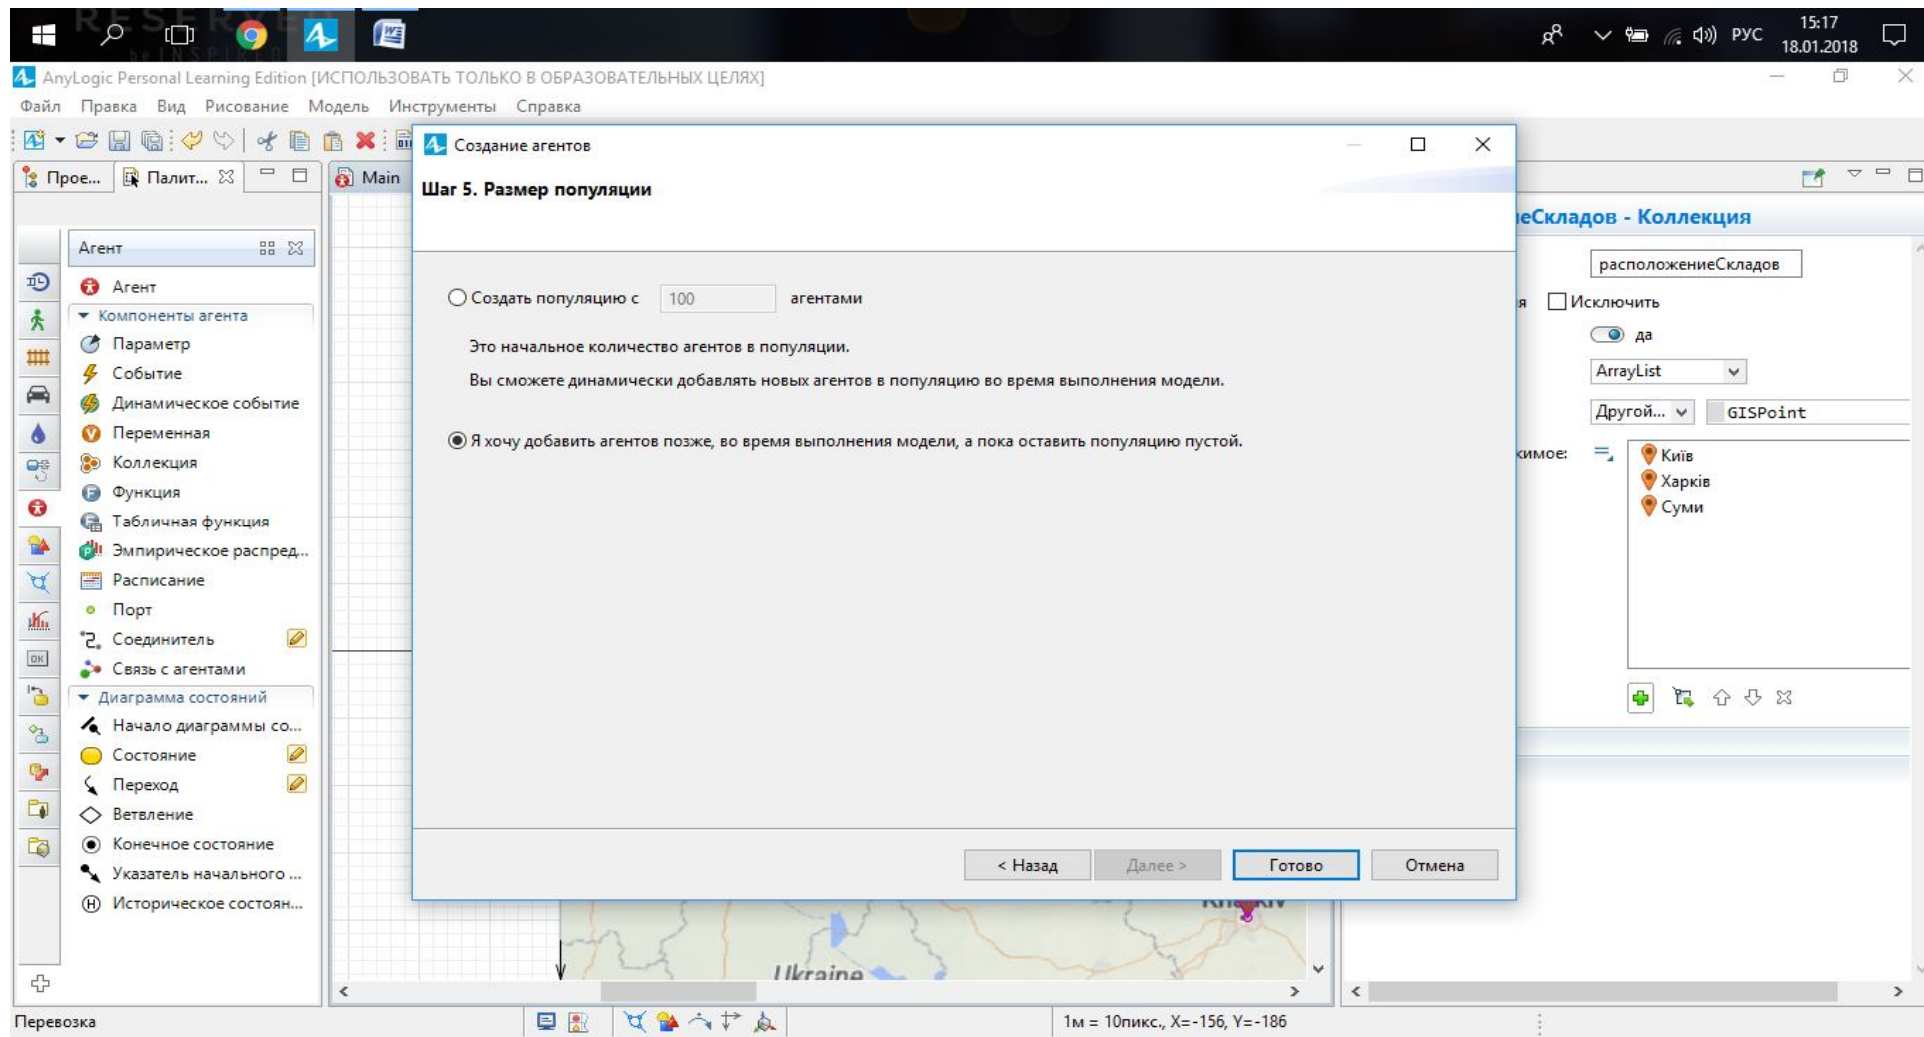 RESERVED
be INSPIRED
РУС
15:17
18.01.2018
AnyLogic Personal Learning Edition [ИСПОЛЬЗОВАТЬ ТОЛЬКО В ОБРАЗОВАТЕЛЬНЫХ ЦЕЛЯХ]
Файл Правка Вид Рисование Модель Инструменты Справка
Прое... Палит... Main
Агент
Агент
Компоненты агента
Параметр
Событие
Динамическое событие
Переменная
Коллекция
Функция
Табличная функция
Эмпирическое распред...
Расписание
Порт
Соединитель
Связь с агентами
Диаграмма состояний
Начало диаграммы со...
Состояние
Переход
Ветвление
Конечное состояние
Указатель начального ...
Историческое состоян...
OK
Создание агентов
Шаг 5. Размер популяции
Создать популяцию с 100 агентами
Это начальное количество агентов в популяции.
Вы сможете динамически добавлять новых агентов в популяцию во время выполнения модели.
Я хочу добавить агентов позже, во время выполнения модели, а пока оставить популяцию пустой.
< Назад Далее > Готово Отмена
еСкладов - Коллекция
расположениеСкладов
я Исключить
да
ArrayList
Другой... GISPoint
кимое:
Київ
Харків
Суми
Ukraine
Перевозка
1м = 10пикс., X=-156, Y=-186